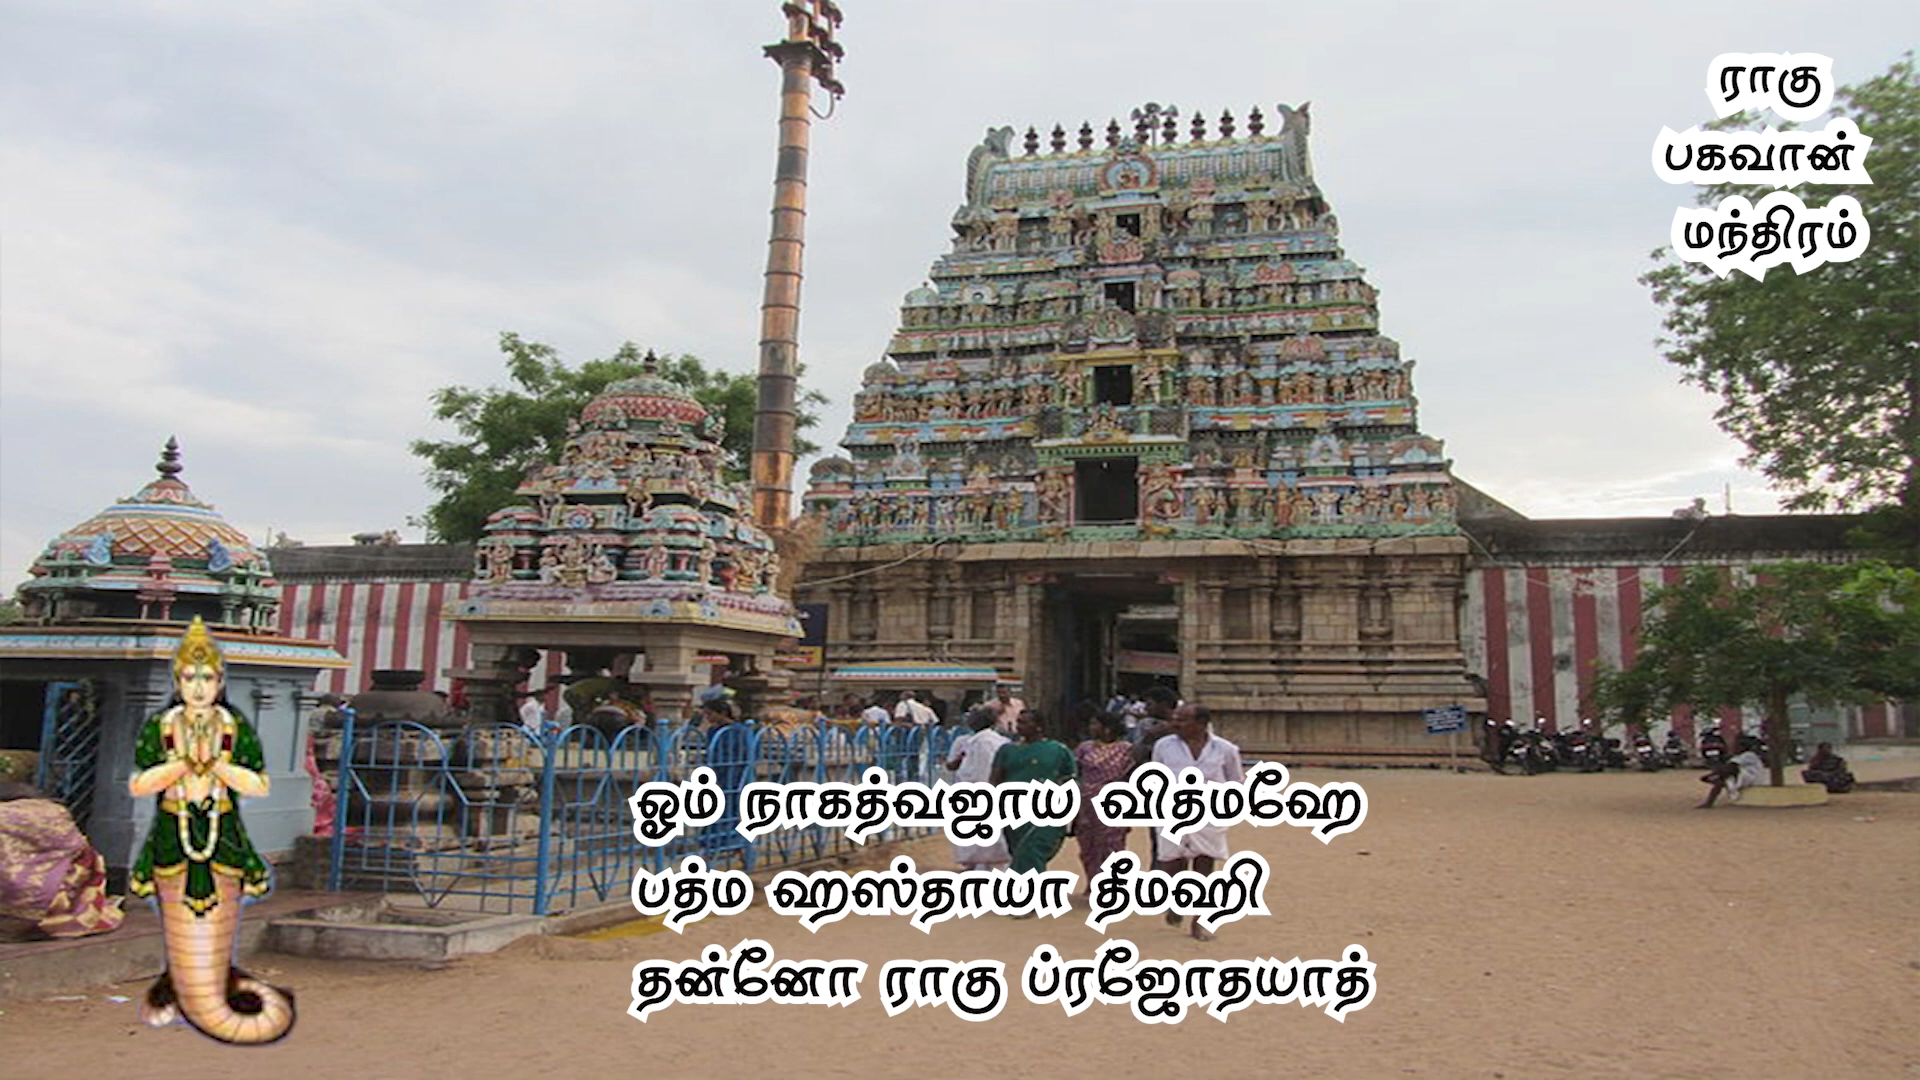 ராகு
பகவான்
மந்திரம்
ஓம் நாகத்வஜாய வித்மஹே
பத்ம ஹஸ்தாயா தீமஹி
தன்னோ ராகு ப்ரஜோதயாத்